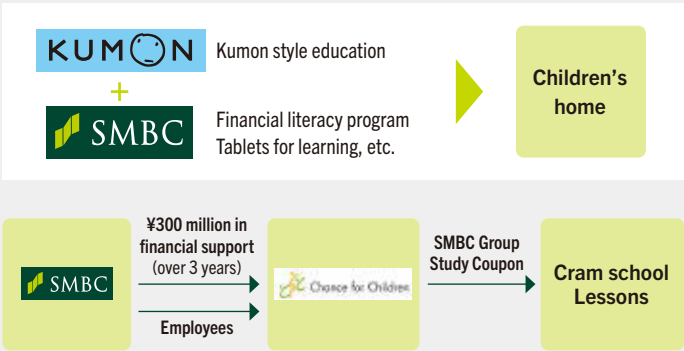 KUMON
Kumon style education
+
SMBC
Financial literacy program
Tablets for learning, etc.
Children's
home
SMBC
¥300 million in
financial support
(over 3 years)
Employees
Chance for Children
SMBC Group
Study Coupon
Cram school
Lessons